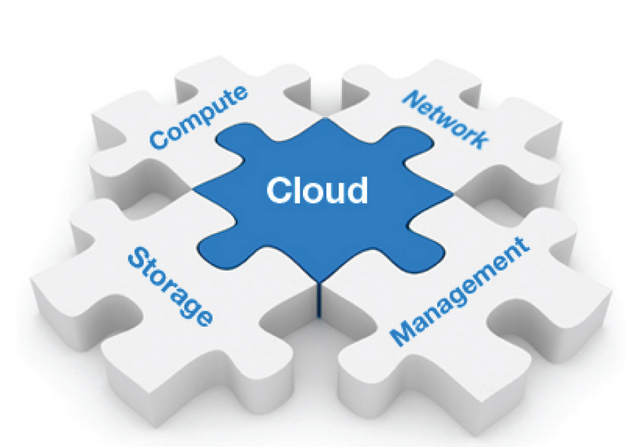 Compute
Network
Cloud
Storage
Management